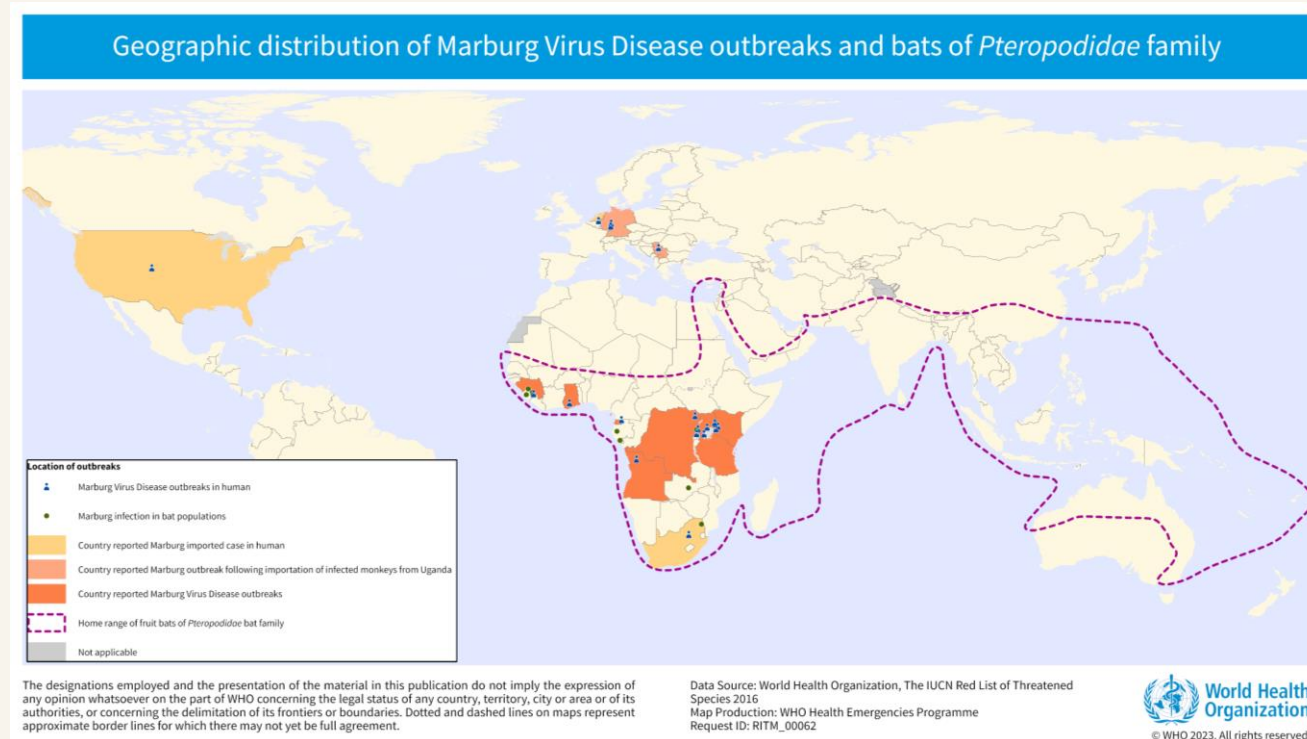 Geographic distribution of Marburg Virus Disease outbreaks and bats of Pteropodidae family
Location of outbreaks
Marburg Virus Disease outbreaks in human
Marburg infection in bat populations
Country reported Marburg imported case in human
Country reported Marburg outbreak following importation of infected monkeys from Uganda
Country reported Marburg Virus Disease outbreaks
Home range of fruit bats of Pteropodidae bat family
Not applicable
The designations employed and the presentation of the material in this publication do not imply the expression of
any opinion whatsoever on the part of WHO concerning the legal status of any country, territory, city or area or of its
authorities, or concerning the delimitation of its frontiers or boundaries. Dotted and dashed lines on maps represent
approximate border lines for which there may not yet be full agreement.
Data Source: World Health Organization, The IUCN Red List of Threatened
Species 2016
Map Production: WHO Health Emergencies Programme
Request ID: RITM_00062
World Health
Organization
© WHO 2023. All rights reserved